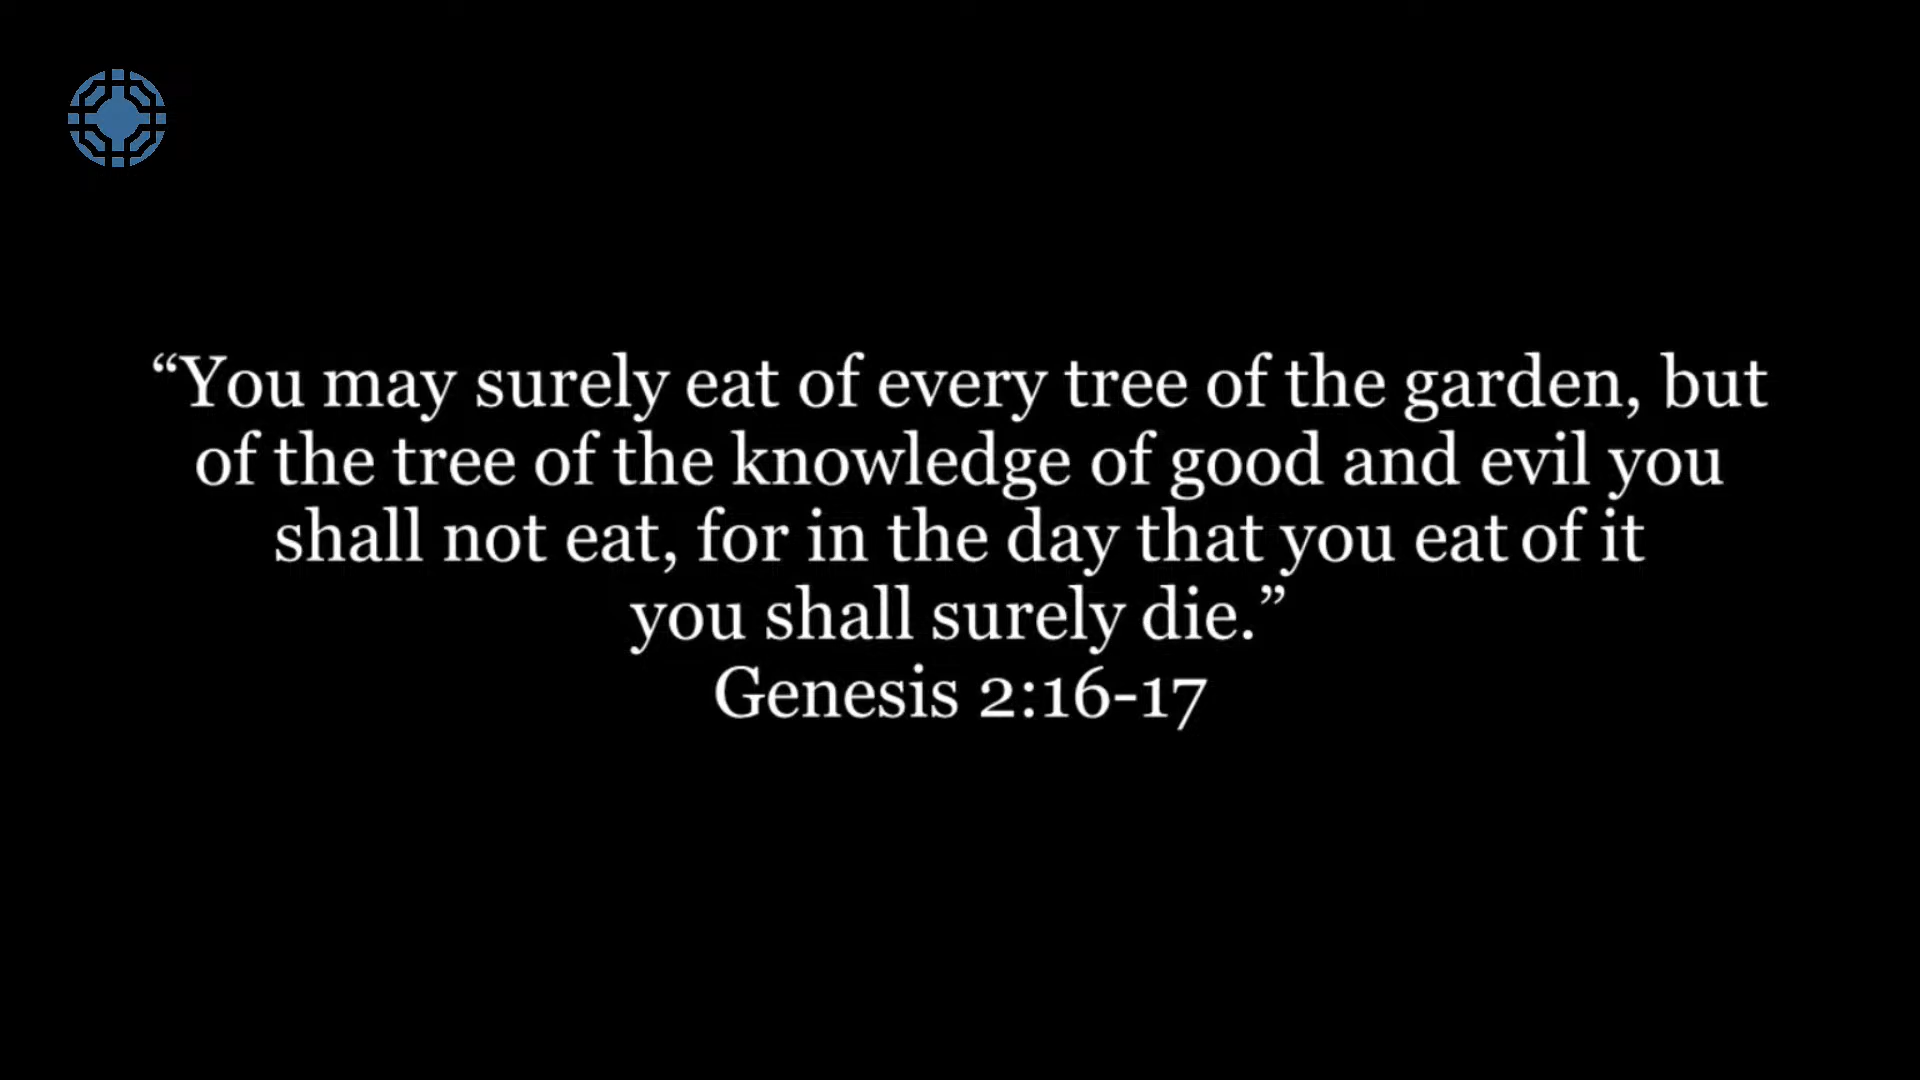 “You may surely eat of every tree of the garden, but
of the tree of the knowledge of good and evil you
shall not eat, for in the day that you eat of it
you shall surely die.”
Genesis 2:16-17